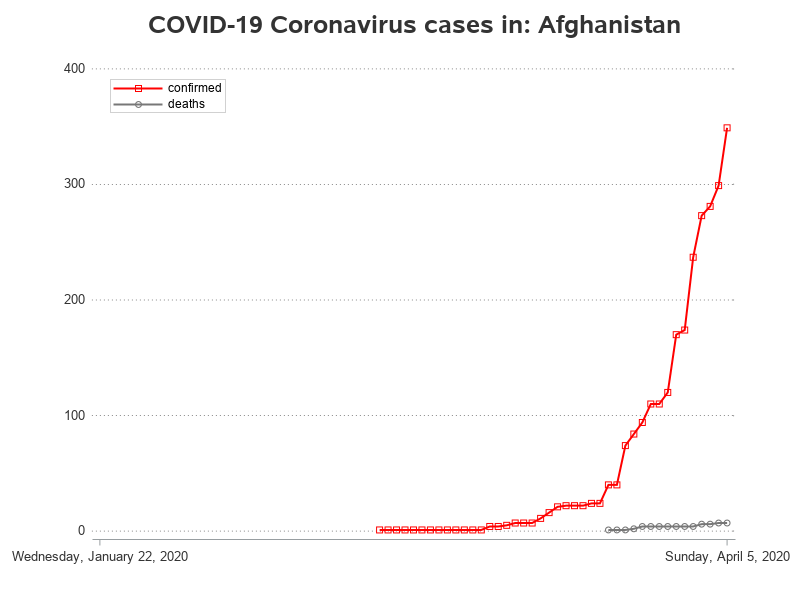 COVID-19 Coronavirus cases in: Afghanistan
400
confirmed
deaths
300
200
100
0
Wednesday, January 22, 2020
Sunday, April 5, 2020